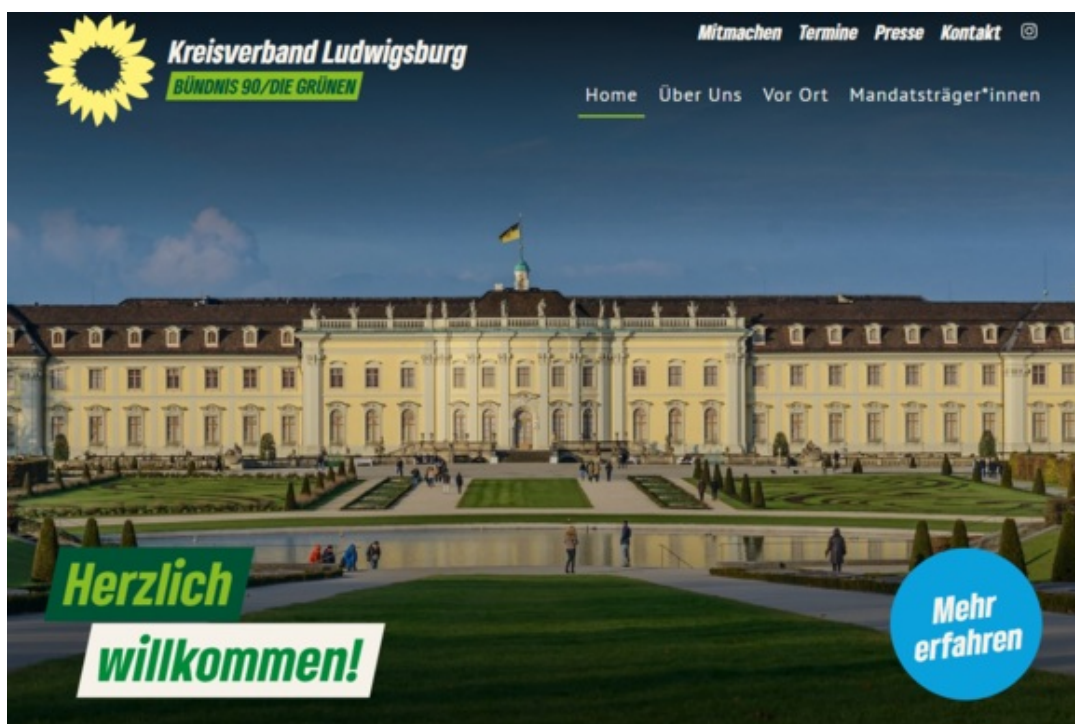 Kreisverband Ludwigsburg
BÜNDNIS 90/DIE GRÜNEN
Mitmachen Termine Presse Kontakt
Home Über Uns Vor Ort Mandatsträger*innen
Herzlich
willkommen!
Mehr
erfahren